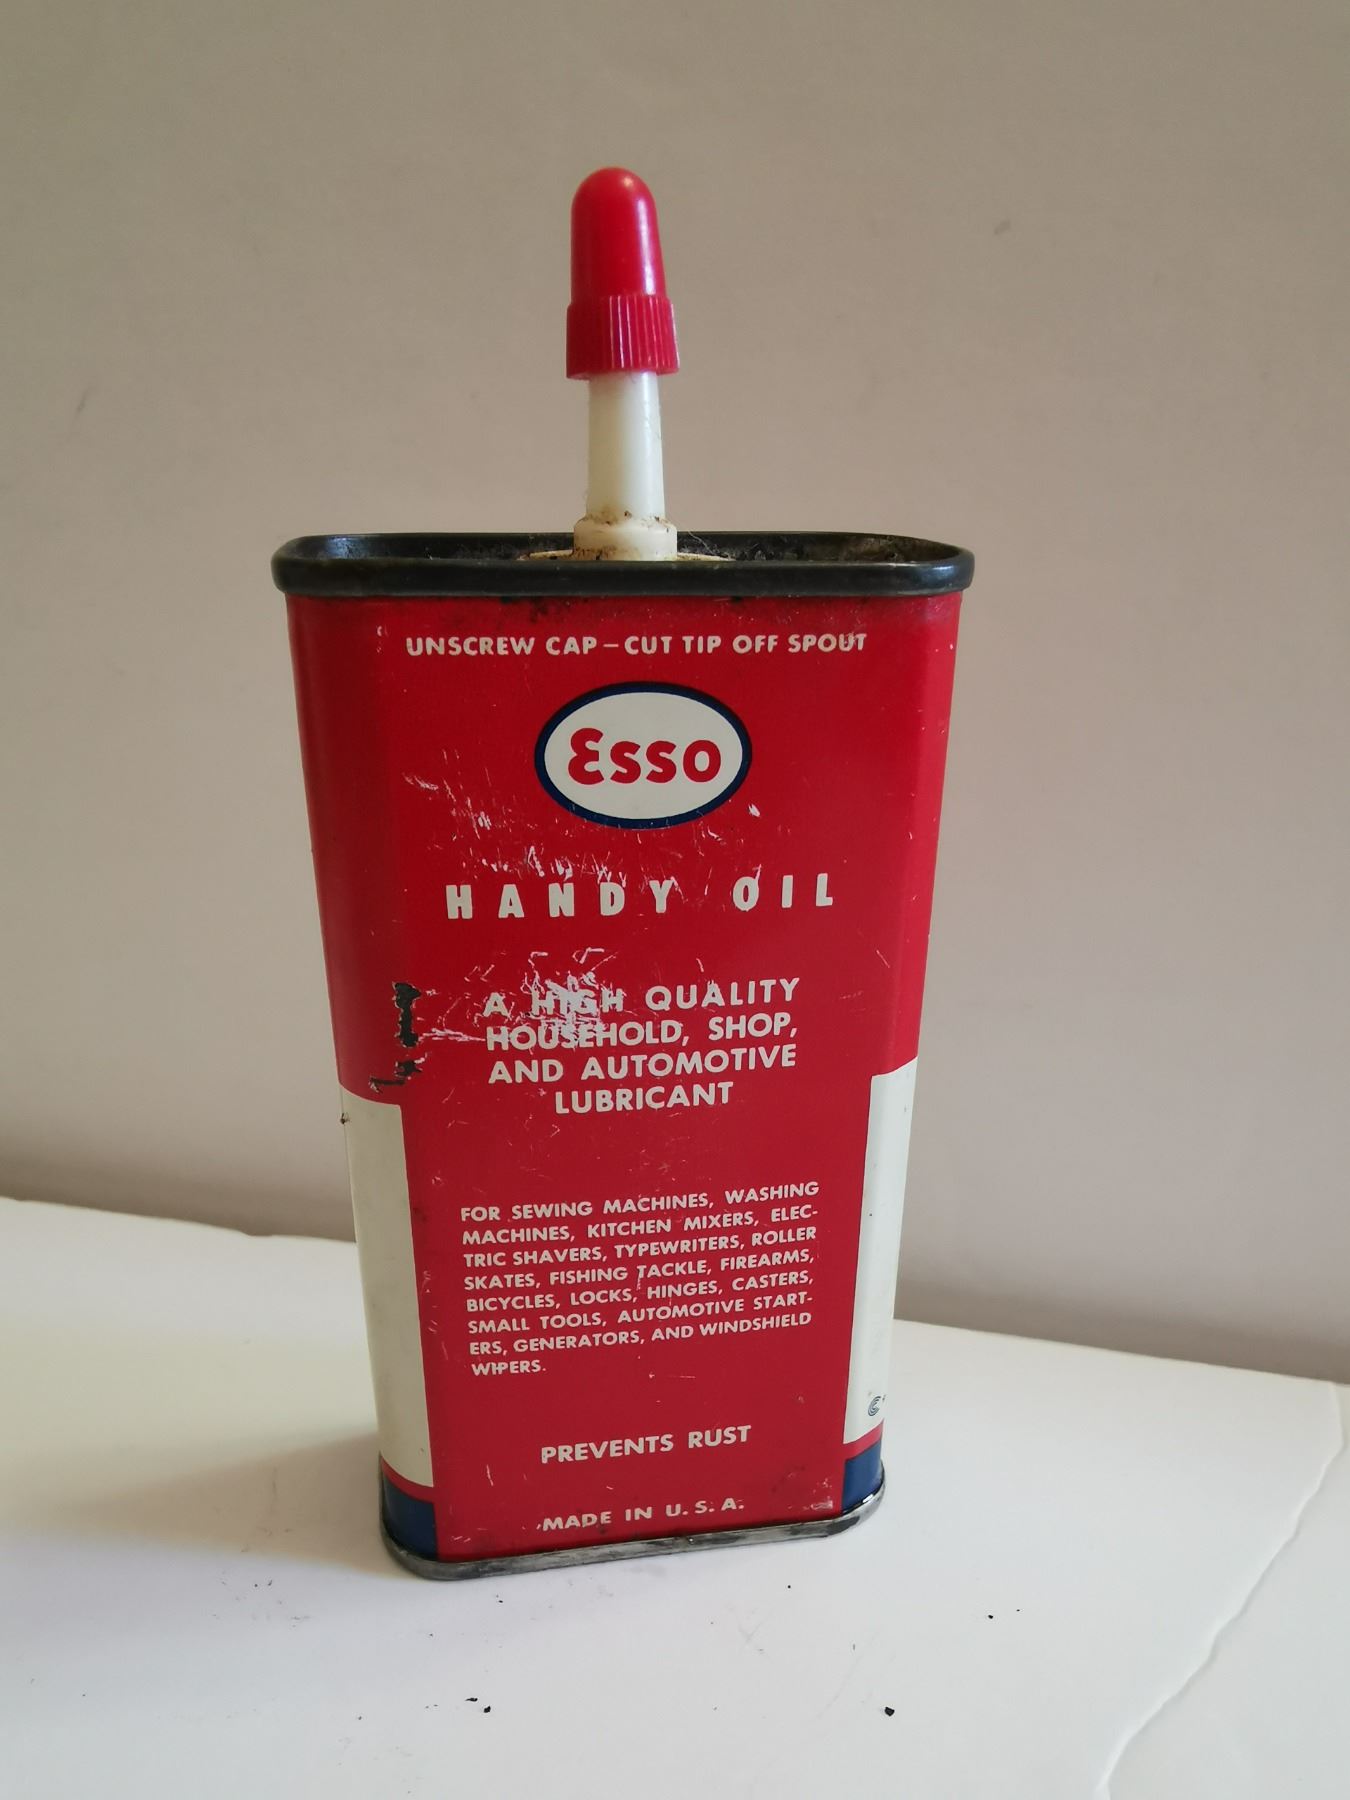 UNSCREW CAP – CUT TIP OFF SPOUT
Esso
HANDY OIL
A HIGH QUALITY
HOUSEHOLD, SHOP,
AND AUTOMOTIVE
LUBRICANT
FOR SEWING MACHINES, WASHING
MACHINES, KITCHEN MIXERS, ELEC-
TRIC SHAVERS, TYPEWRITERS, ROLLER
SKATES, FISHING TACKLE, FIREARMS,
BICYCLES, LOCKS, HINGES, CASTERS,
SMALL TOOLS, AUTOMOTIVE START-
ERS, GENERATORS, AND WINDSHIELD
WIPERS.
PREVENTS RUST
MADE IN U. S. A.